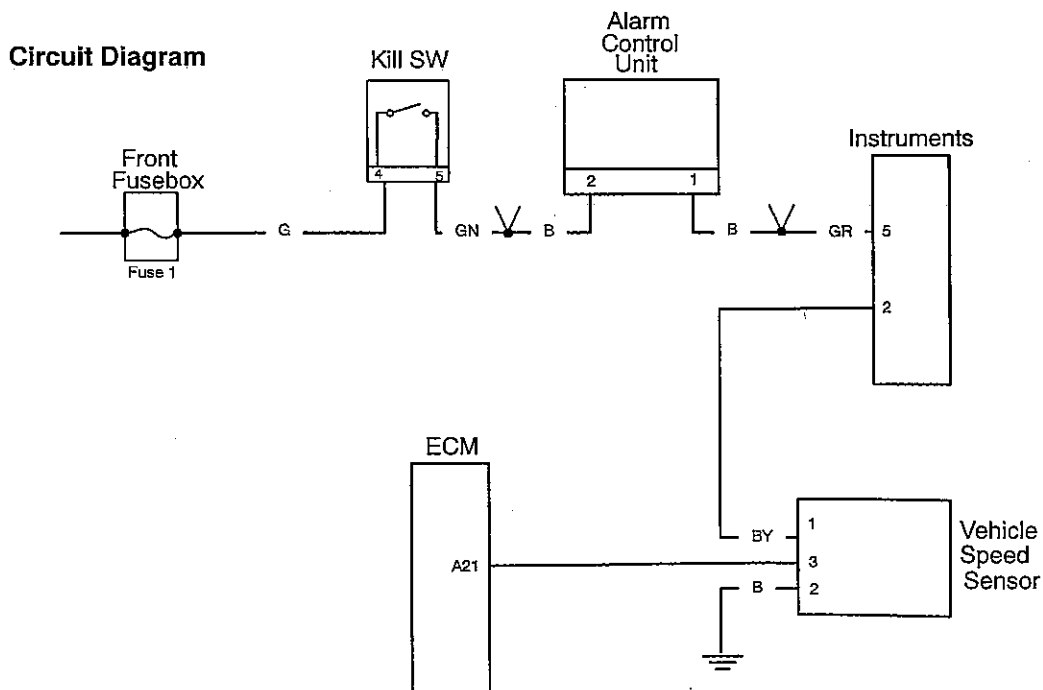 Circuit Diagram
Kill SW
Alarm
Control
Unit
Front
Fusebox
Instruments
4 5
2 1
G
GN
B
B
GR
5
Fuse 1
2
ECM
A21
BY
1
3
B
2
Vehicle
Speed
Sensor